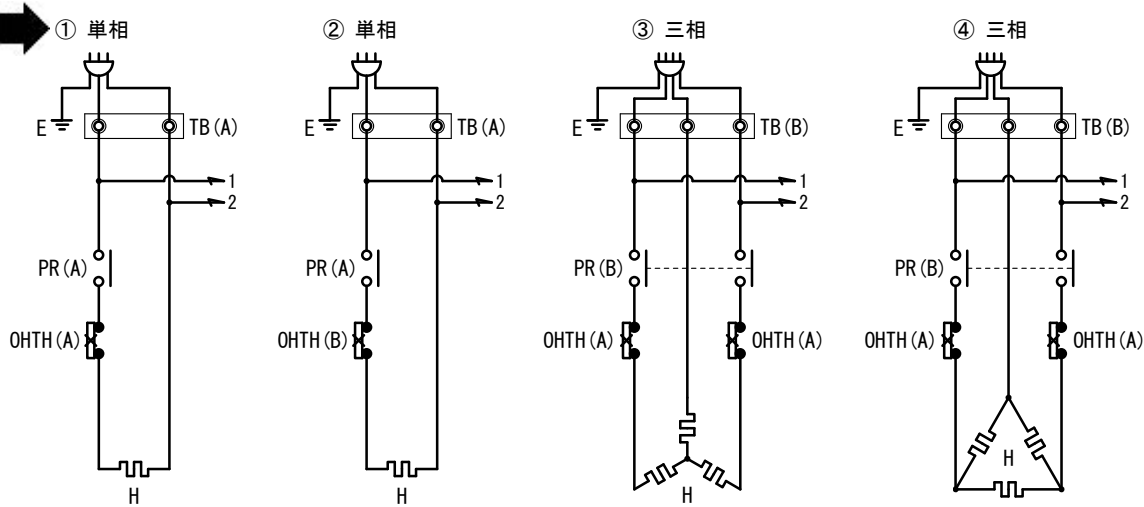 ① 単相
② 単相
③ 三相
④ 三相
E
TB(A)
E
TB(A)
E
TB(B)
E
TB(B)
1
2
1
2
1
2
1
2
PR(A)
PR(A)
PR(B)
PR(B)
OHTH(A)
OHTH(B)
OHTH(A)
OHTH(A)
OHTH(A)
OHTH(A)
H
H
H
H